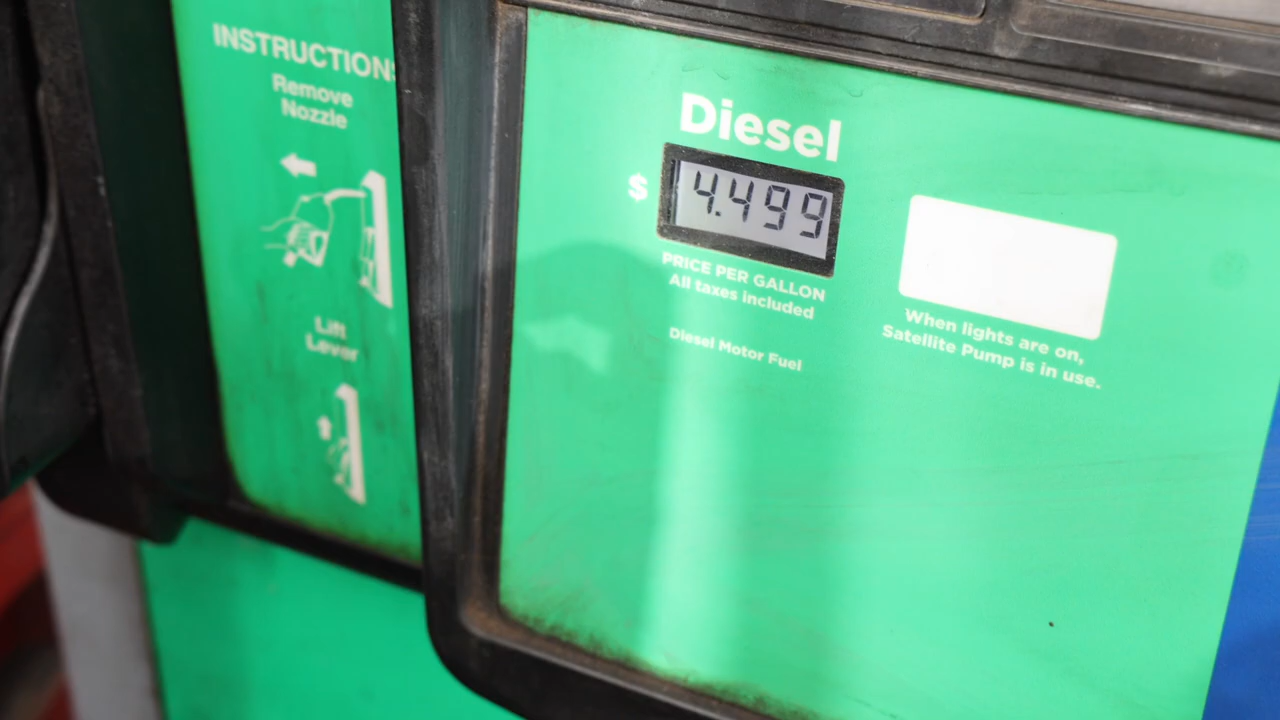 INSTRUCTIONS
Remove
Nozzle
Lift
Lever
Diesel
$ 4.499
PRICE PER GALLON
All taxes included
Diesel Motor Fuel
When lights are on,
Satellite Pump is in use.